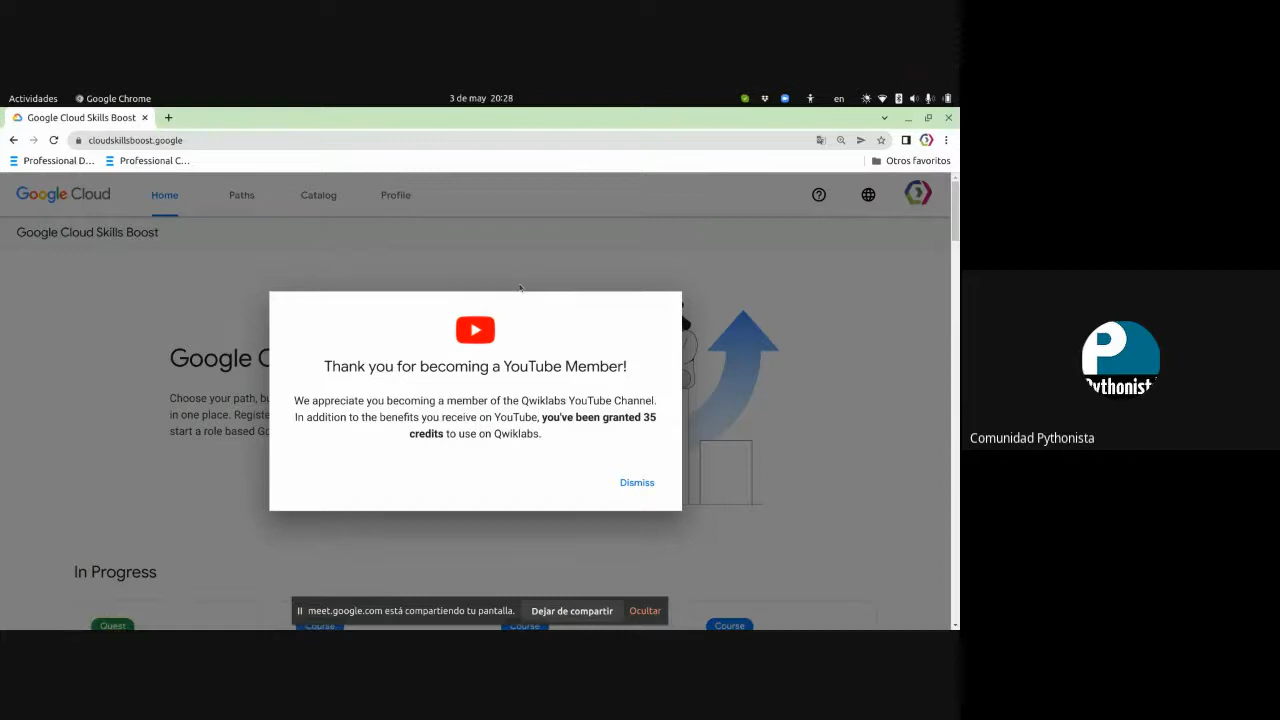 Actividades Google Chrome 3 de may 20:28 en
Google Cloud Skills Boost
cloudskillsboost.google
Professional D... Professional C... Otros favoritos
Google Cloud Home Paths Catalog Profile
Google Cloud Skills Boost
Google C
Choose your path, bu
in one place. Registe
start a role based Go
Thank you for becoming a YouTube Member!
We appreciate you becoming a member of the Qwiklabs YouTube Channel.
In addition to the benefits you receive on YouTube, you've been granted 35
credits to use on Qwiklabs.
Dismiss
In Progress
meet.google.com está compartiendo tu pantalla. Dejar de compartir Ocultar
Quest Course Course Course
P
Pythonist
Comunidad Pythonista